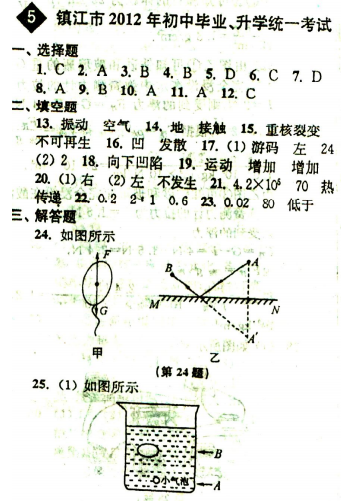 5 镇江市 2012 年初中毕业、升学统一考试
一、选择题
1. C 2. A 3. B 4. B 5. D 6. C 7. D
8. A 9. B 10. A 11. A 12. C
二、填空题
13. 振动 空气 14. 地 接触 15. 重核裂变
不可再生 16. 凹 发散 17. (1) 游码 左 24
(2) 2 18. 向下凹陷 19. 运动 增加 增加
20. (1) 右 (2) 左 不发生 21. 4.2×10⁵ 70 热
传递 22. 0.2 2∶1 0.6 23. 0.02 80 低于
三、解答题
24. 如图所示
F
G
甲
B
A
M
N
A′
乙
(第 24 题)
25. (1) 如图所示
B
小气泡
A